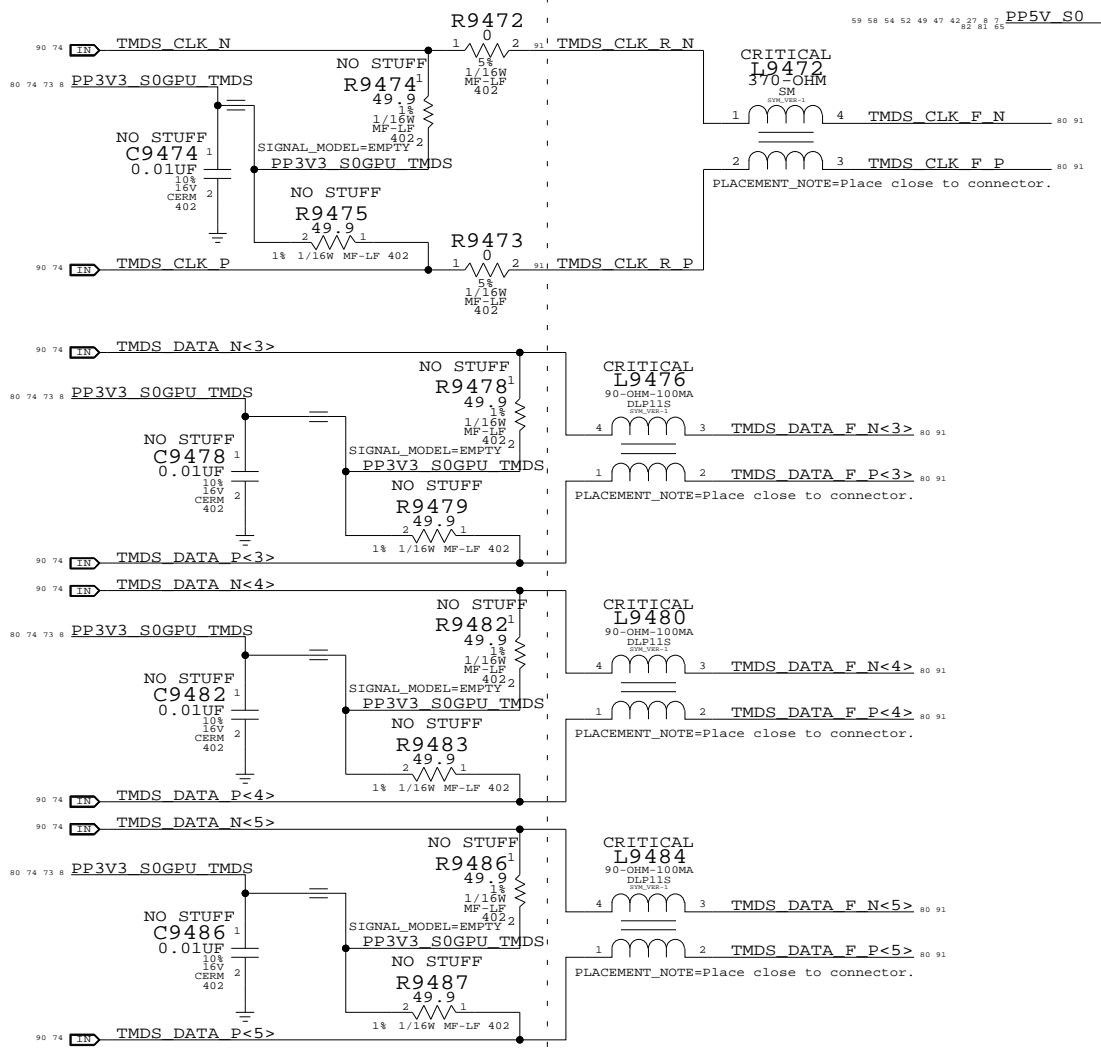 59 58 54 52 49 47 42 27 8 7 PP5V_S0
82 81 65
R9472
0
90 74 IN TMDS_CLK_N 1 2 91 TMDS_CLK_R_N
5%
1/16W
MF-LF
402
CRITICAL
L9472
370-OHM
SM
SYM_VER-1
80 74 73 8 PP3V3_S0GPU_TMDS
NO STUFF
R9474 1
49.9
1%
1/16W
MF-LF
402 2
1 4 TMDS_CLK_F_N 80 91
NO STUFF
C9474 1
0.01UF
10%
16V 2
CERM
402
SIGNAL_MODEL=EMPTY
PP3V3_S0GPU_TMDS
2 3 TMDS_CLK_F_P 80 91
PLACEMENT_NOTE=Place close to connector.
NO STUFF
R9475
49.9
2 1
1% 1/16W MF-LF 402
R9473
0
90 74 IN TMDS_CLK_P 1 2 91 TMDS_CLK_R_P
5%
1/16W
MF-LF
402
90 74 IN TMDS_DATA_N<3>
NO STUFF
R9478 1
49.9
1%
1/16W
MF-LF
402 2
CRITICAL
L9476
90-OHM-100MA
DLP11S
SYM_VER-1
80 74 73 8 PP3V3_S0GPU_TMDS
4 3 TMDS_DATA_F_N<3> 80 91
NO STUFF
C9478 1
0.01UF
10%
16V 2
CERM
402
SIGNAL_MODEL=EMPTY
PP3V3_S0GPU_TMDS
1 2 TMDS_DATA_F_P<3> 80 91
PLACEMENT_NOTE=Place close to connector.
NO STUFF
R9479
49.9
2 1
1% 1/16W MF-LF 402
90 74 IN TMDS_DATA_P<3>
90 74 IN TMDS_DATA_N<4>
NO STUFF
R9482 1
49.9
1%
1/16W
MF-LF
402 2
CRITICAL
L9480
90-OHM-100MA
DLP11S
SYM_VER-1
80 74 73 8 PP3V3_S0GPU_TMDS
4 3 TMDS_DATA_F_N<4> 80 91
NO STUFF
C9482 1
0.01UF
10%
16V 2
CERM
402
SIGNAL_MODEL=EMPTY
PP3V3_S0GPU_TMDS
1 2 TMDS_DATA_F_P<4> 80 91
PLACEMENT_NOTE=Place close to connector.
NO STUFF
R9483
49.9
2 1
1% 1/16W MF-LF 402
90 74 IN TMDS_DATA_P<4>
90 74 IN TMDS_DATA_N<5>
NO STUFF
R9486 1
49.9
1%
1/16W
MF-LF
402 2
CRITICAL
L9484
90-OHM-100MA
DLP11S
SYM_VER-1
80 74 73 8 PP3V3_S0GPU_TMDS
4 3 TMDS_DATA_F_N<5> 80 91
NO STUFF
C9486 1
0.01UF
10%
16V 2
CERM
402
SIGNAL_MODEL=EMPTY
PP3V3_S0GPU_TMDS
1 2 TMDS_DATA_F_P<5> 80 91
PLACEMENT_NOTE=Place close to connector.
NO STUFF
R9487
49.9
2 1
1% 1/16W MF-LF 402
90 74 IN TMDS_DATA_P<5>